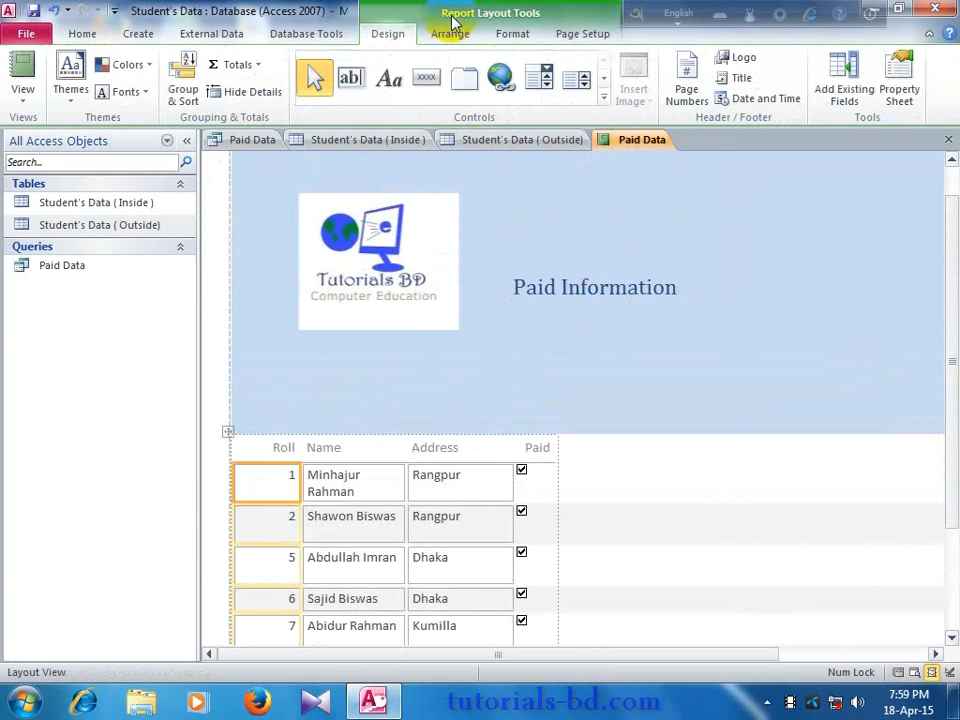 Student's Data : Database (Access 2007) - M
Report Layout Tools
English
File
Home
Create
External Data
Database Tools
Design
Arrange
Format
Page Setup
View
Views
Themes
Colors
Fonts
Themes
Group
& Sort
Totals
Hide Details
Grouping & Totals
ab|
Aa
xxxx
Controls
Insert
Image
Page
Numbers
Logo
Title
Date and Time
Header / Footer
Add Existing
Fields
Property
Sheet
Tools
All Access Objects
Search...
Tables
Student's Data ( Inside )
Student's Data ( Outside)
Queries
Paid Data
Paid Data
Student's Data ( Inside )
Student's Data ( Outside)
Paid Data
Tutorials BD
Computer Education
Paid Information
Roll Name Address Paid
1 Minhajur Rahman Rangpur
2 Shawon Biswas Rangpur
5 Abdullah Imran Dhaka
6 Sajid Biswas Dhaka
7 Abidur Rahman Kumilla
Layout View
Num Lock
tutorials-bd.com
7:59 PM
18-Apr-15